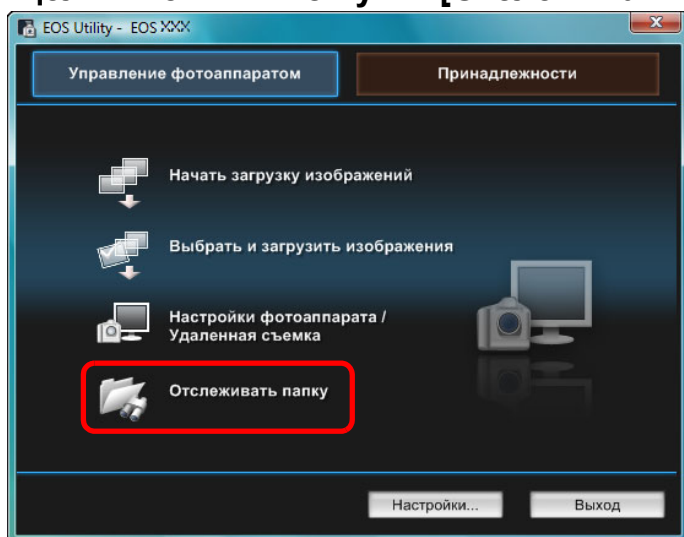 EOS Utility - EOS XXX
Управление фотоаппаратом
Принадлежности
Начать загрузку изображений
Выбрать и загрузить изображения
Настройки фотоаппарата /
Удаленная съемка
Отслеживать папку
Настройки...
Выход